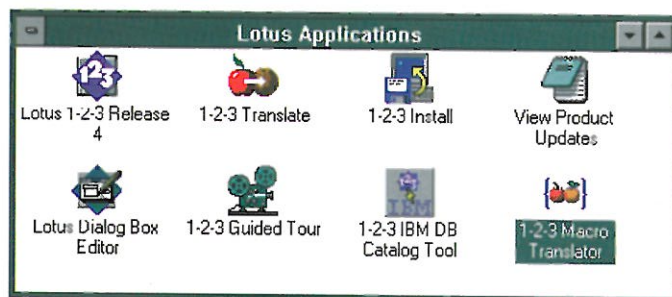 Lotus Applications
123
Lotus 1-2-3 Release
4
1-2-3 Translate
1-2-3 Install
View Product
Updates
Lotus Dialog Box
Editor
1-2-3 Guided Tour
IBM
1-2-3 IBM DB
Catalog Tool
1-2-3 Macro
Translator